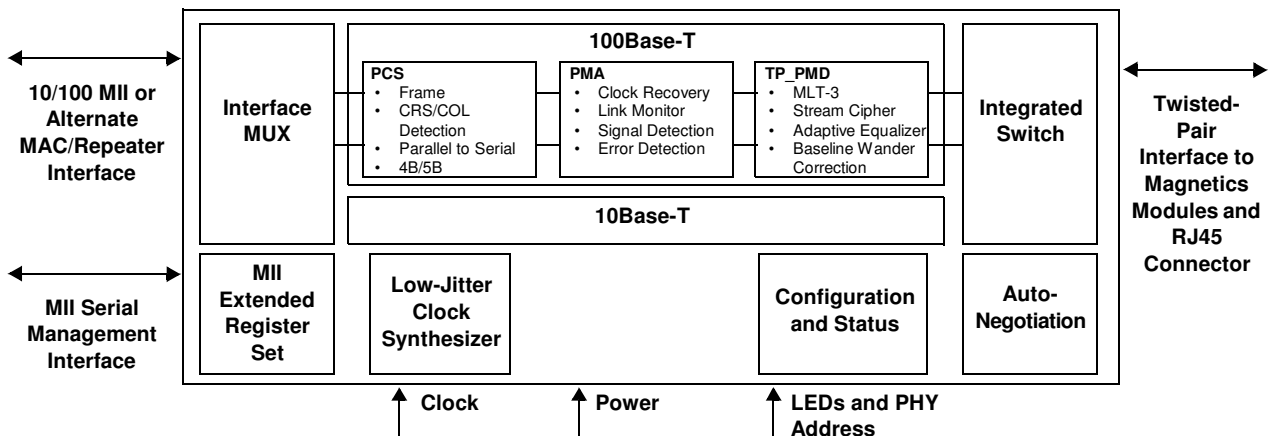 10/100 MII or
Alternate
MAC/Repeater
Interface
MII Serial
Management
Interface
Interface
MUX
100Base-T
PCS
• Frame
• CRS/COL
Detection
• Parallel to Serial
• 4B/5B
PMA
• Clock Recovery
• Link Monitor
• Signal Detection
• Error Detection
TP_PMD
• MLT-3
• Stream Cipher
• Adaptive Equalizer
• Baseline Wander
Correction
Integrated
Switch
10Base-T
MII
Extended
Register
Set
Low-Jitter
Clock
Synthesizer
Configuration
and Status
Auto-
Negotiation
Twisted-
Pair
Interface to
Magnetics
Modules and
RJ45
Connector
Clock
Power
LEDs and PHY
Address